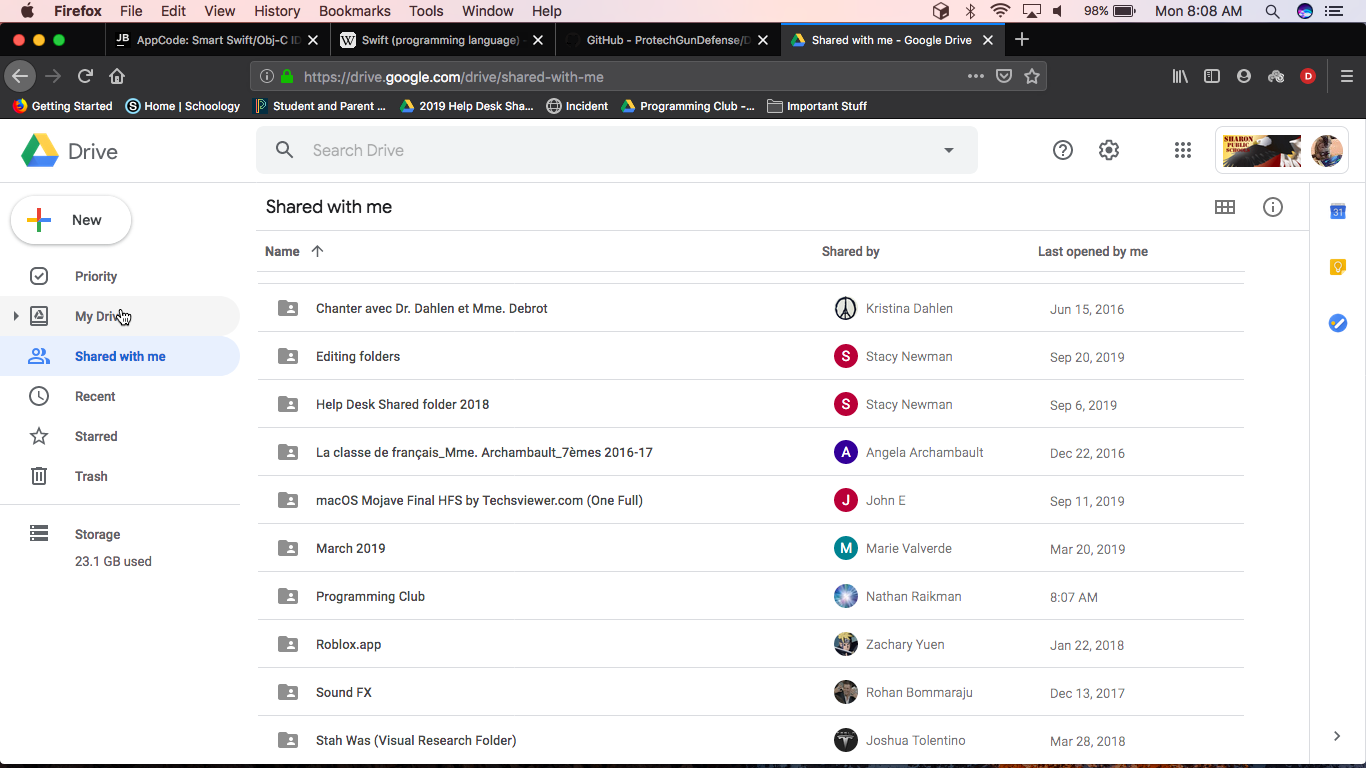 Firefox File Edit View History Bookmarks Tools Window Help 98% Mon 8:08 AM
JB AppCode: Smart Swift/Obj-C ID W Swift (programming language) - GitHub - ProtechGunDefense/D Shared with me - Google Drive
https://drive.google.com/drive/shared-with-me D
Getting Started S Home | Schoology P Student and Parent ... 2019 Help Desk Sha... Incident Programming Club -... Important Stuff
Drive Search Drive SHARON PUBLIC
New Shared with me 31
Name Shared by Last opened by me
Priority
Chanter avec Dr. Dahlen et Mme. Debrot Kristina Dahlen Jun 15, 2016
My Driv
Shared with me Editing folders S Stacy Newman Sep 20, 2019
Recent Help Desk Shared folder 2018 S Stacy Newman Sep 6, 2019
Starred La classe de français_Mme. Archambault_7èmes 2016-17 A Angela Archambault Dec 22, 2016
Trash
macOS Mojave Final HFS by Techsviewer.com (One Full) J John E Sep 11, 2019
Storage
23.1 GB used
March 2019 M Marie Valverde Mar 20, 2019
Programming Club Nathan Raikman 8:07 AM
Roblox.app Zachary Yuen Jan 22, 2018
Sound FX Rohan Bommaraju Dec 13, 2017
Stah Was (Visual Research Folder) Joshua Tolentino Mar 28, 2018